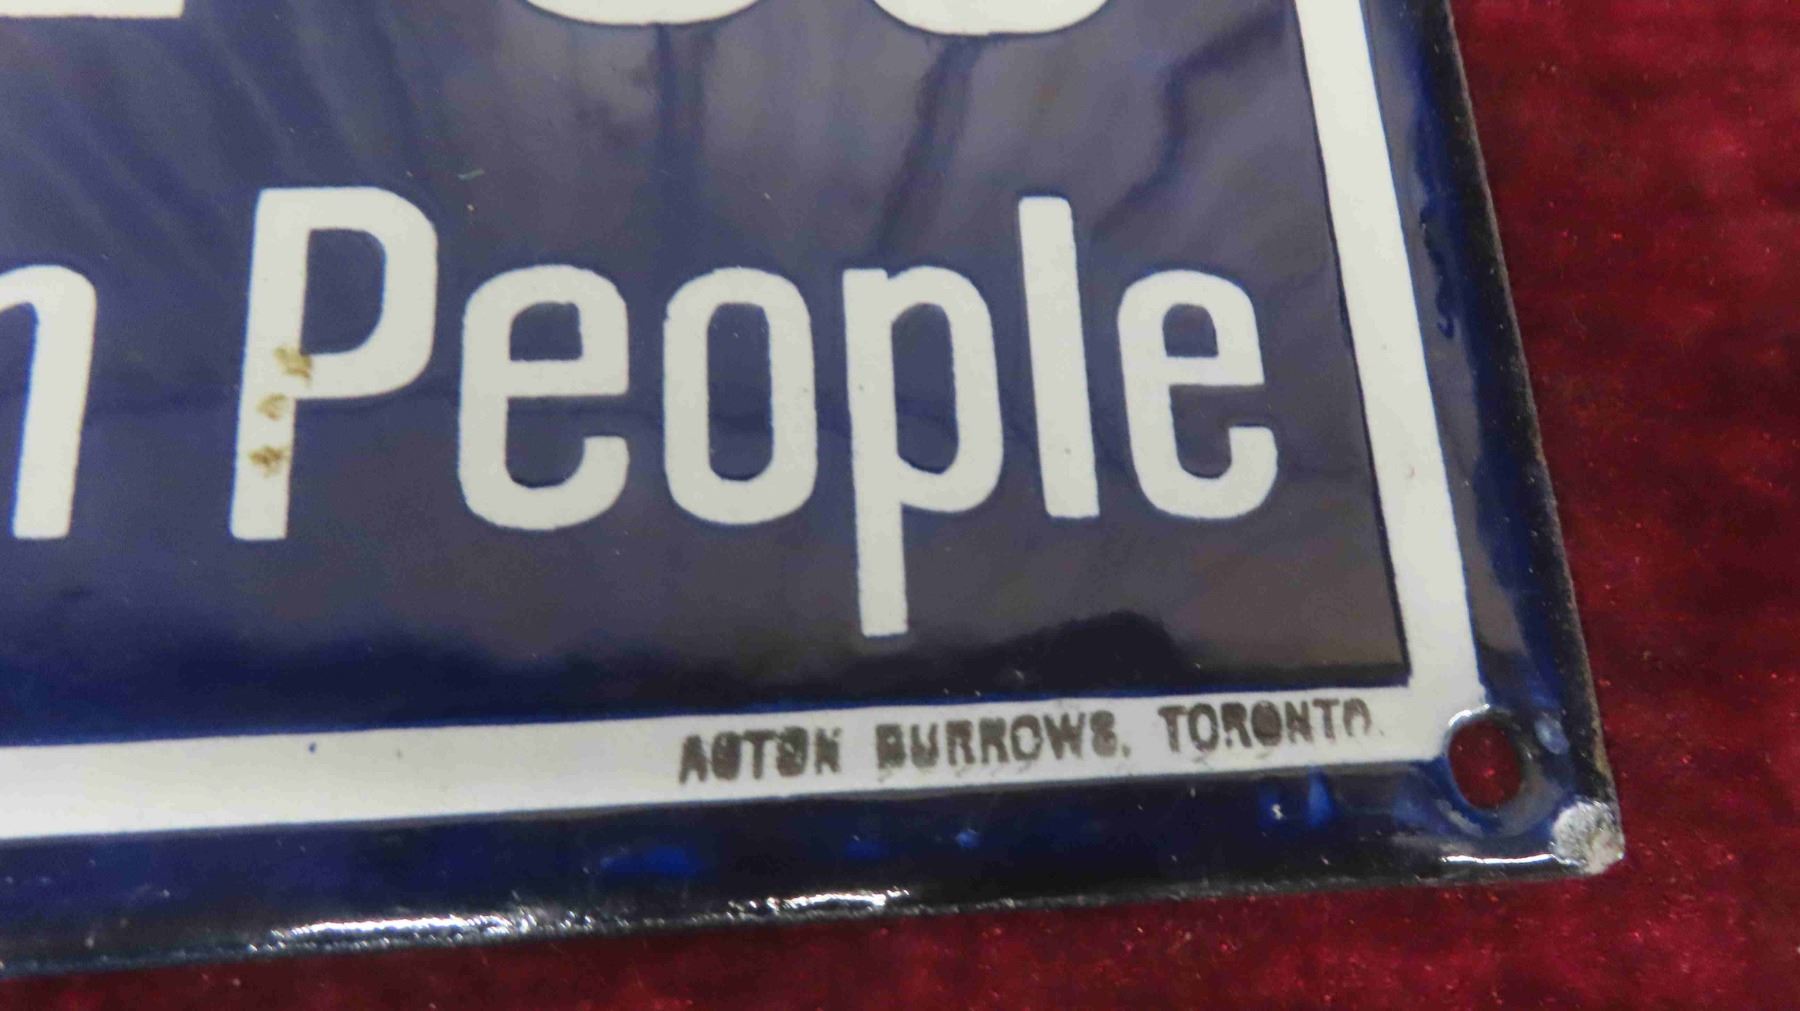 People
ACTON BURROWS, TORONTO.